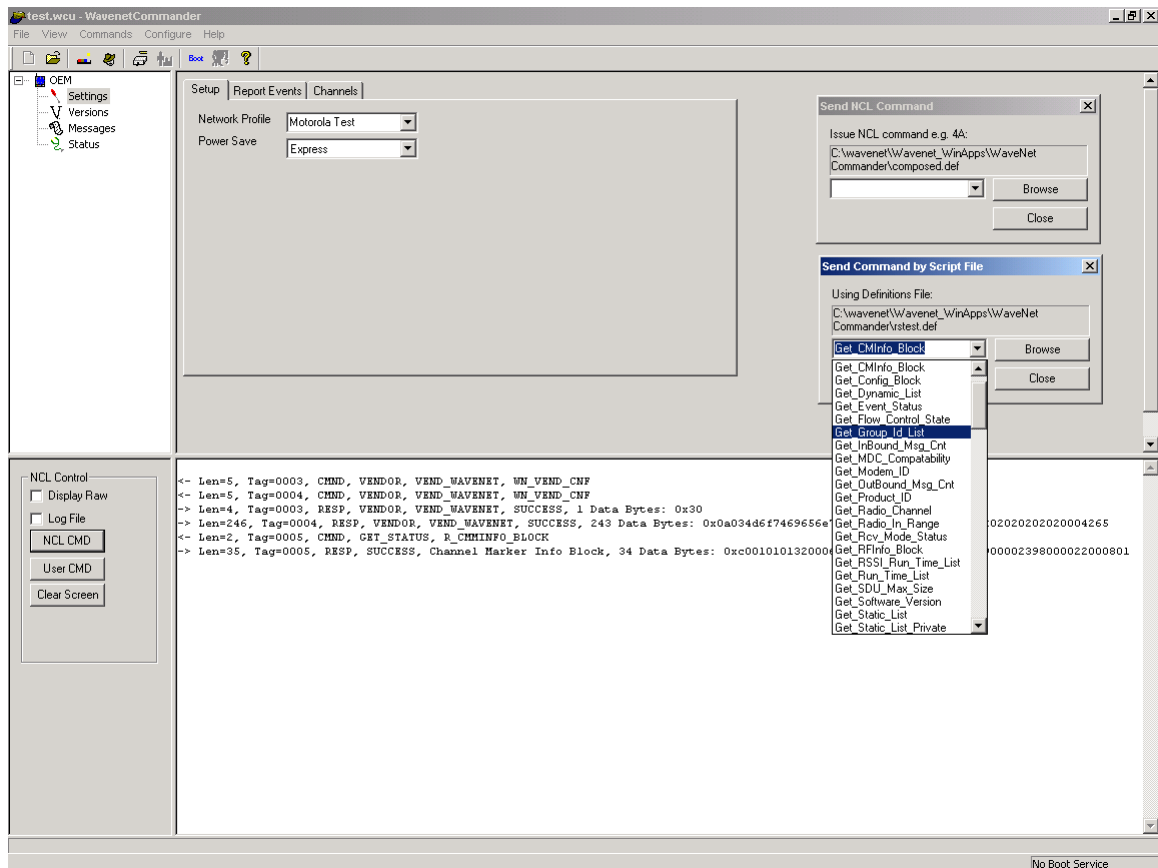 test.wcu - WavenetCommander
File View Commands Configure Help
Boot
OEM
Settings
Versions
Messages
Status
Setup Report Events Channels
Network Profile Motorola Test
Power Save Express
Send NCL Command
Issue NCL command e.g. 4A:
C:\wavenet\Wavenet_WinApps\WaveNet
Commander\composed.def
Browse
Close
Send Command by Script File
Using Definitions File:
C:\wavenet\Wavenet_WinApps\WaveNet
Commander\rstest.def
Get_CMInfo_Block Browse
Close
Get_CMInfo_Block
Get_Config_Block
Get_Dynamic_List
Get_Event_Status
Get_Flow_Control_State
Get_Group_Id_List
Get_InBound_Msg_Cnt
Get_MDC_Compatability
Get_Modem_ID
Get_OutBound_Msg_Cnt
Get_Product_ID
Get_Radio_Channel
Get_Radio_In_Range
Get_Rcv_Mode_Status
Get_RFInfo_Block
Get_RSSI_Run_Time_List
Get_Run_Time_List
Get_SDU_Max_Size
Get_Software_Version
Get_Static_List
Get_Static_List_Private
NCL Control
Display Raw
Log File
NCL CMD
User CMD
Clear Screen
<- Len=5, Tag=0003, CMND, VENDOR, VEND_WAVENET, WN_VEND_CNF
<- Len=5, Tag=0004, CMND, VENDOR, VEND_WAVENET, WN_VEND_CNF
-> Len=4, Tag=0003, RESP, VENDOR, VEND_WAVENET, SUCCESS, 1 Data Bytes: 0x30
-> Len=246, Tag=0004, RESP, VENDOR, VEND_WAVENET, SUCCESS, 243 Data Bytes: 0x0a034d6f7469656e
<- Len=2, Tag=0005, CMND, GET_STATUS, R_CMMINFO_BLOCK
-> Len=35, Tag=0005, RESP, SUCCESS, Channel Marker Info Block, 34 Data Bytes: 0xc001010132000
No Boot Service